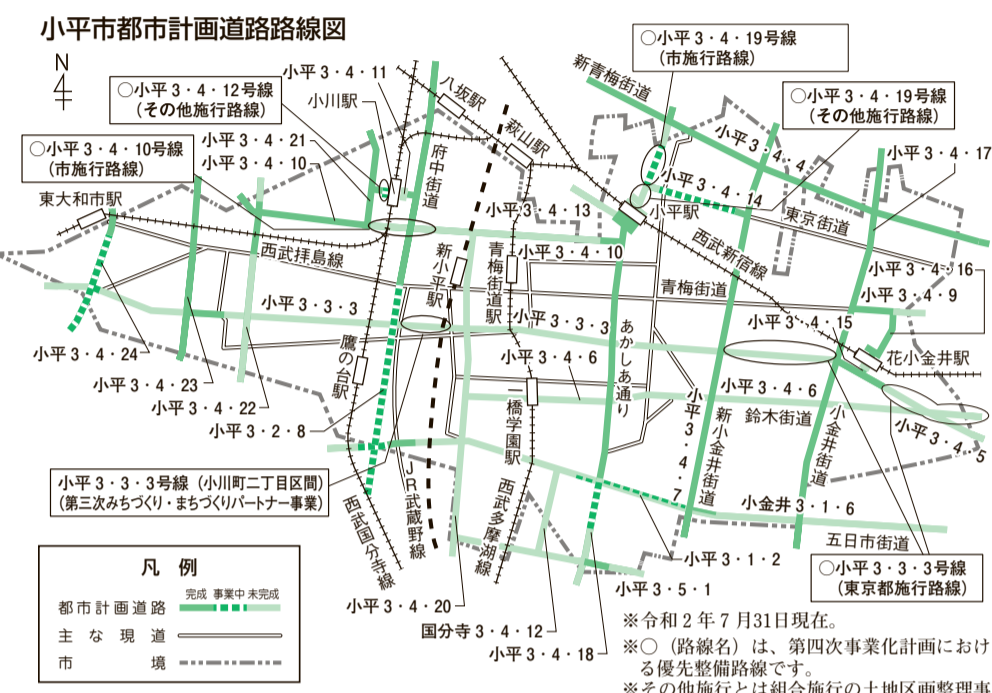 小平市都市計画道路路線図
N
4
○小平3・4・19号線
(市施行路線)
○小平3・4・19号線
(その他施行路線)
○小平3・4・12号線
(その他施行路線)
○小平3・4・10号線
(市施行路線)
小平3・4・11
小川駅
小平3・4・21
小平3・4・10
東大和市駅
八坂駅
萩山駅
府中街道
新青梅街道
小平3・4・4
小平3・4・17
小平3・4・14
小平3・4・13
小平駅
東京街道
西武新宿線
小平3・4・10
新小平駅
青梅街道駅
西武拝島線
青梅街道
小平3・4・16
小平3・4・9
小平3・4・15
花小金井駅
小平3・3・3
小平3・3・3
あかしあ通り
小平3・4・6
小平3・4・6
鈴木街道
小平3・4・5
小平3・4・24
小平3・4・23
小平3・4・22
小平3・2・8
鷹の台駅
一橋学園駅
小平3・4・7
新小金井街道
小金井街道
小平3・3・3号線(小川町二丁目区間)
(第三次みちづくり・まちづくりパートナー事業)
西武国分寺線
JR武蔵野線
西武多摩湖線
小金井3・1・6
五日市街道
小平3・1・2
小平3・5・1
○小平3・3・3号線
(東京都施行路線)
小平3・4・20
国分寺3・4・12
小平3・4・18
凡例
完成 事業中 未完成
都市計画道路
主な現道
市境
※令和2年7月31日現在。
※○(路線名)は、第四次事業化計画におけ
る優先整備路線です。
※その他施行とは組合施行の土地区画整理事